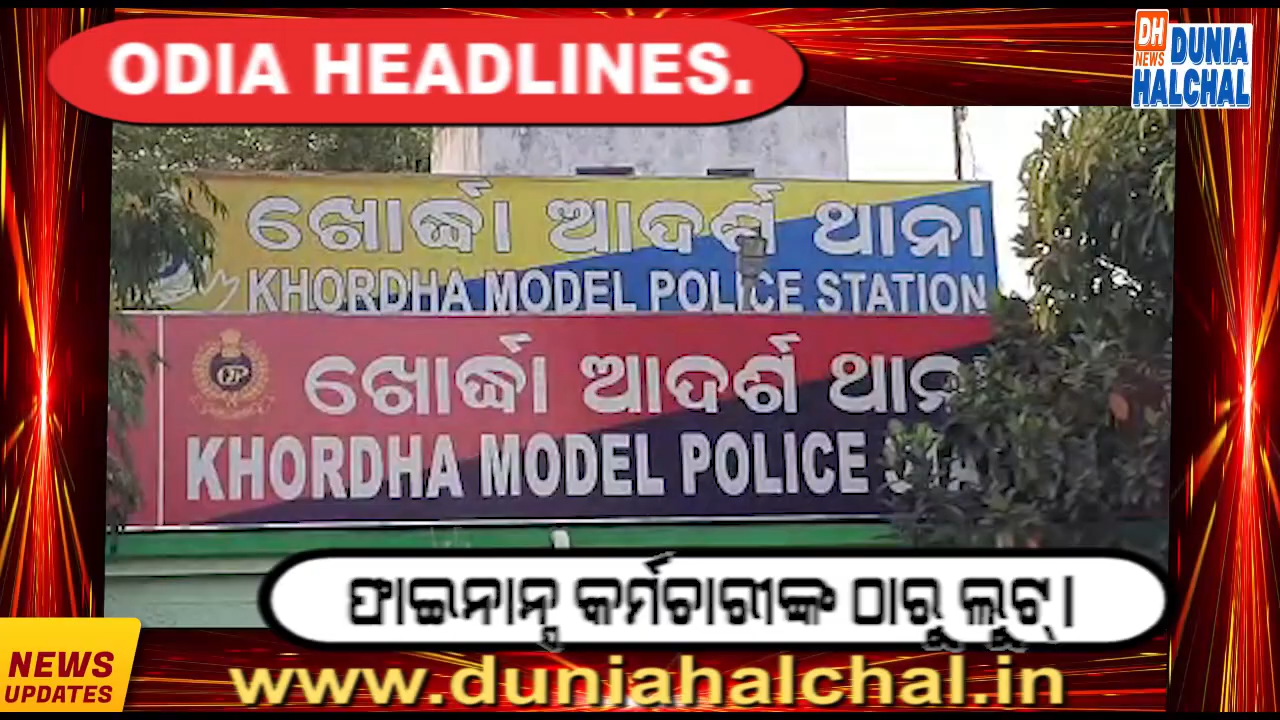 ODIA HEADLINES.
DH
NEWS
DUNIA
HALCHAL
ଖୋର୍ଦ୍ଧା ଆଦର୍ଶ ଥାନା
KHORDHA MODEL POLICE STATION
ଖୋର୍ଦ୍ଧା ଆଦର୍ଶ ଥାନା
KHORDHA MODEL POLICE
ଫାଇନାନ୍ସ କର୍ମଚାରୀଙ୍କ ଠାରୁ ଲୁଟ୍।
NEWS
UPDATES
www.duniahalchal.in